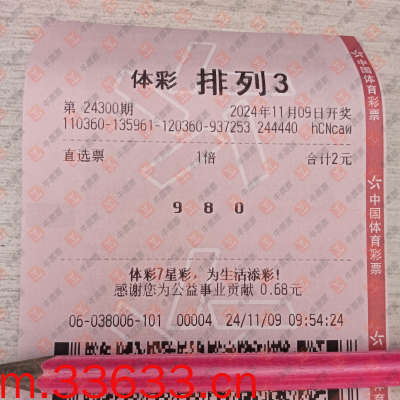 体彩 排列3
第 24300期 2024年11月09日开奖
110360-135961-120360-937253 244440 hCNcaw
直选票 1倍 合计2元
9 8 0
体彩7星彩，为生活添彩！
感谢您为公益事业贡献 0.68元
06-038006-101 00004 24/11/09 09:54:24
m.33633.cn
中国体育彩票
中国体育彩票